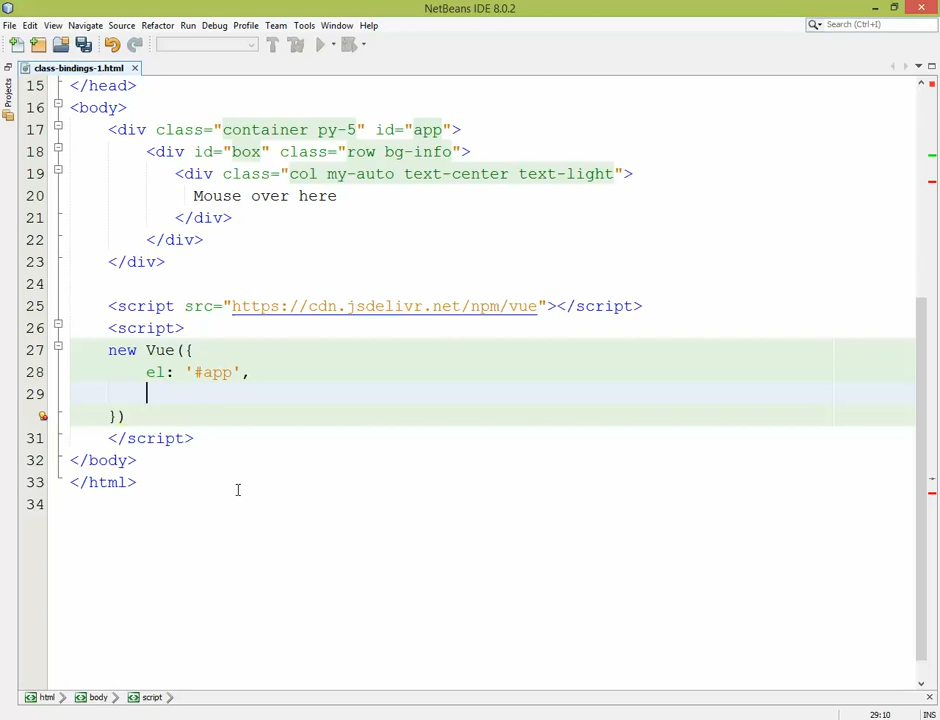 NetBeans IDE 8.0.2
File Edit View Navigate Source Refactor Run Debug Profile Team Tools Window Help
Search (Ctrl+I)
class-bindings-1.html
Projects
15 </head>
16 <body>
17 <div class="container py-5" id="app">
18 <div id="box" class="row bg-info">
19 <div class="col my-auto text-center text-light">
20 Mouse over here
21 </div>
22 </div>
23 </div>
24
25 <script src="https://cdn.jsdelivr.net/npm/vue"></script>
26 <script>
27 new Vue({
28 el: '#app',
29
})
31 </script>
32 </body>
33 </html>
34
html body script
29:10 INS